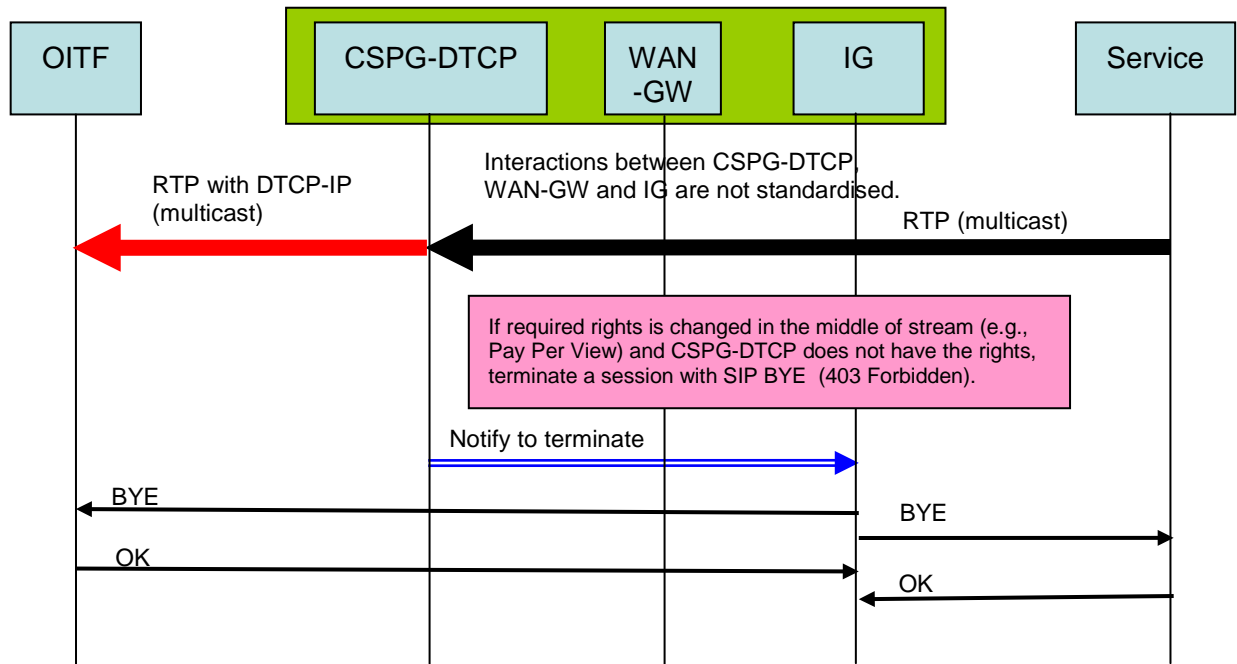 OITF
CSPG-DTCP
WAN
-GW
IG
Service
Interactions between CSPG-DTCP,
WAN-GW and IG are not standardised.
RTP with DTCP-IP
(multicast)
RTP (multicast)
If required rights is changed in the middle of stream (e.g.,
Pay Per View) and CSPG-DTCP does not have the rights,
terminate a session with SIP BYE (403 Forbidden).
Notify to terminate
BYE
BYE
OK
OK